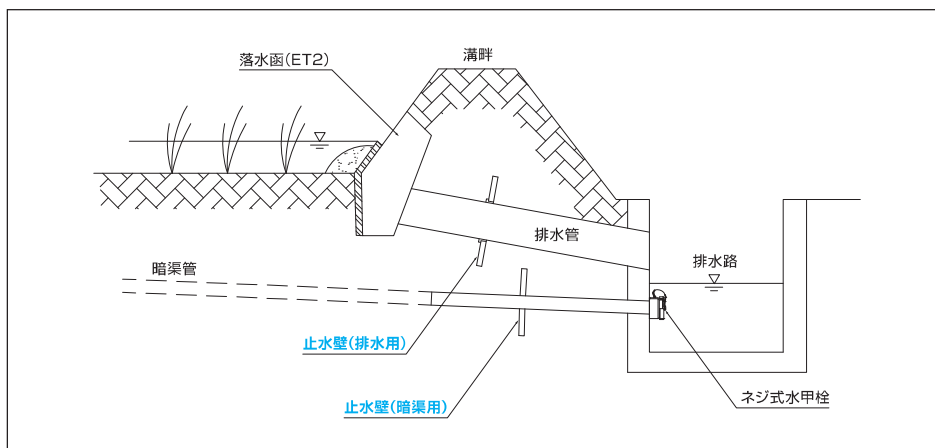 溝畔
落水函(ET2)
排水管
排水路
暗渠管
止水壁(排水用)
止水壁(暗渠用)
ネジ式水甲栓